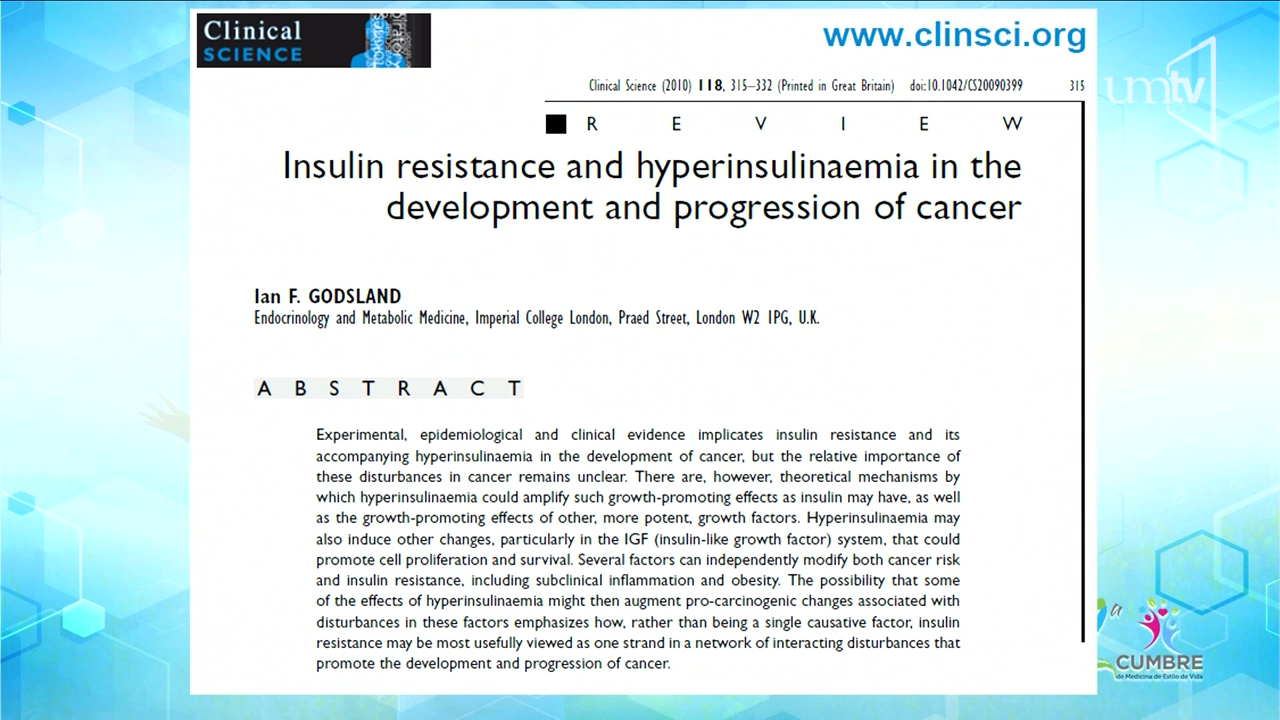 Clinical
SCIENCE
www.clinsci.org
Clinical Science (2010) 118, 315–332 (Printed in Great Britain) doi:10.1042/CS20090399
315
umtv
R E V I E W
Insulin resistance and hyperinsulinaemia in the
development and progression of cancer
Ian F. GODSLAND
Endocrinology and Metabolic Medicine, Imperial College London, Praed Street, London W2 1PG, U.K.
A B S T R A C T
Experimental, epidemiological and clinical evidence implicates insulin resistance and its
accompanying hyperinsulinaemia in the development of cancer, but the relative importance of
these disturbances in cancer remains unclear. There are, however, theoretical mechanisms by
which hyperinsulinaemia could amplify such growth-promoting effects as insulin may have, as well
as the growth-promoting effects of other, more potent, growth factors. Hyperinsulinaemia may
also induce other changes, particularly in the IGF (insulin-like growth factor) system, that could
promote cell proliferation and survival. Several factors can independently modify both cancer risk
and insulin resistance, including subclinical inflammation and obesity. The possibility that some
of the effects of hyperinsulinaemia might then augment pro-carcinogenic changes associated with
disturbances in these factors emphasizes how, rather than being a single causative factor, insulin
resistance may be most usefully viewed as one strand in a network of interacting disturbances that
promote the development and progression of cancer.
a
CUMBRE
de Medicina de Estilo de Vida